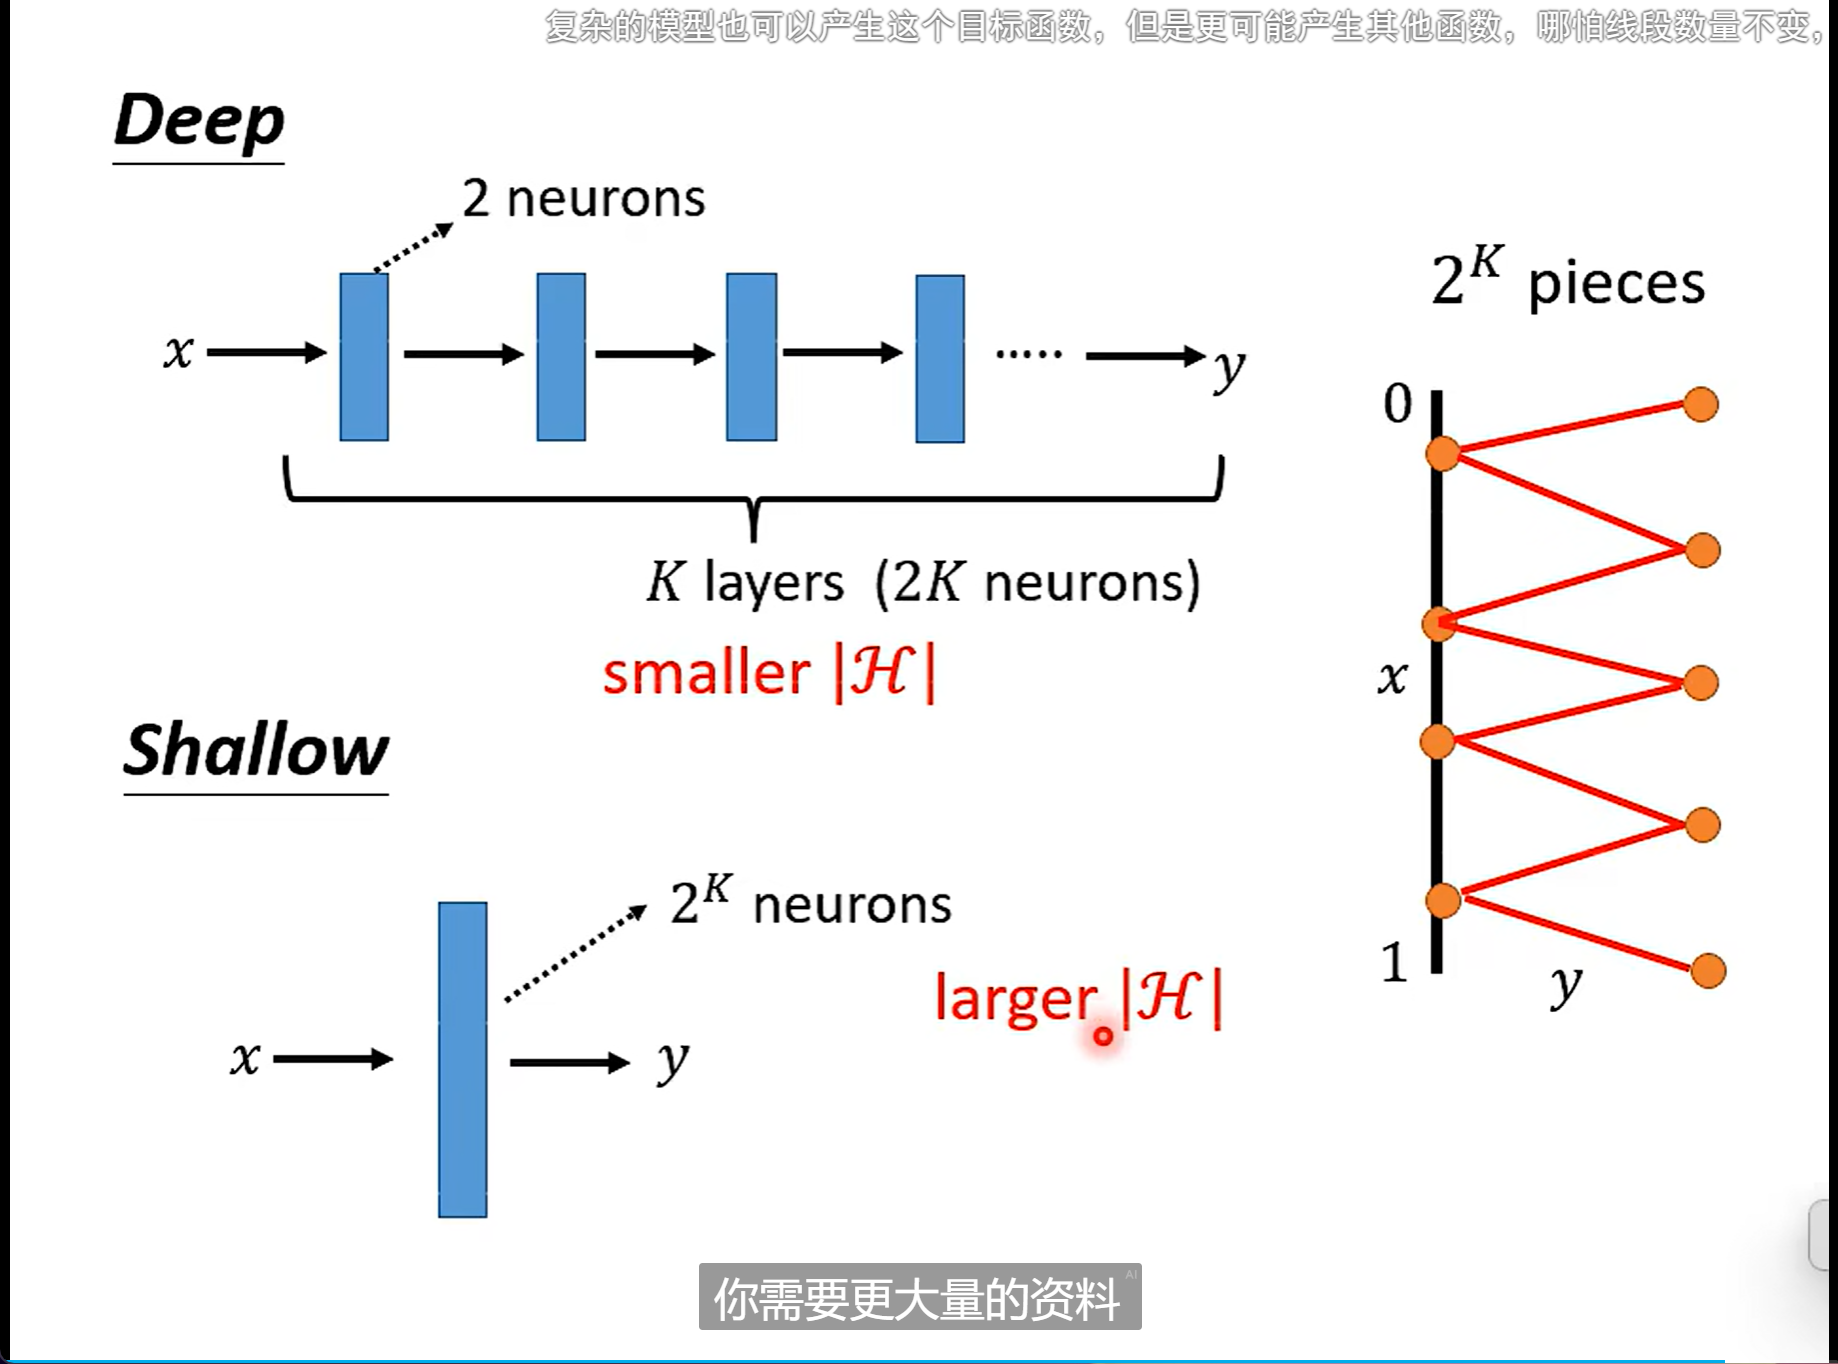 复杂的模型也可以产生这个目标函数，但是更可能产生其他函数，哪怕线段数量不变，
Deep
2 neurons
x
y
K layers (2K neurons)
smaller |ℋ|
2^K pieces
0
x
1
y
Shallow
2^K neurons
larger |ℋ|
x
y
AI
你需要更大量的资料